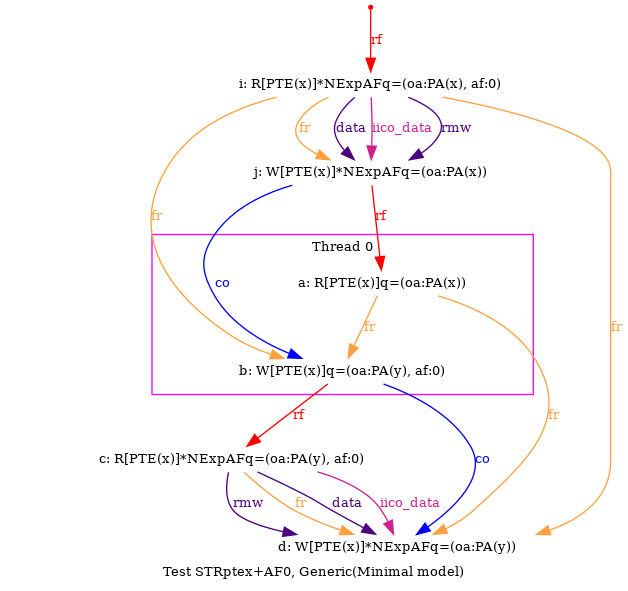 rf
i: R[PTE(x)]*NExpAFq=(oa:PA(x), af:0)
fr data iico_data rmw
j: W[PTE(x)]*NExpAFq=(oa:PA(x))
fr rf
Thread 0
co a: R[PTE(x)]q=(oa:PA(x))
fr fr
b: W[PTE(x)]q=(oa:PA(y), af:0)
rf fr
c: R[PTE(x)]*NExpAFq=(oa:PA(y), af:0) co
rmw fr data iico_data
d: W[PTE(x)]*NExpAFq=(oa:PA(y))
Test STRptex+AF0, Generic(Minimal model)